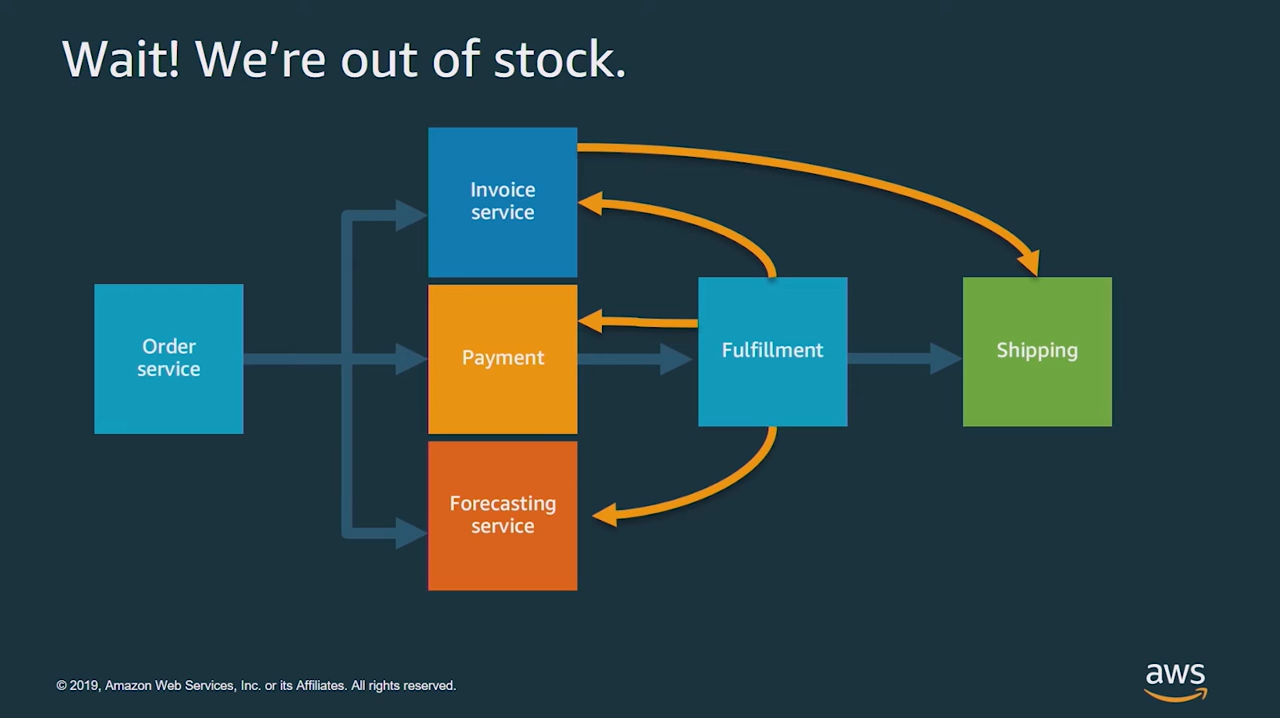 Wait! We're out of stock.
Invoice
service
Order
service
Payment
Fulfillment
Shipping
Forecasting
service
© 2019, Amazon Web Services, Inc. or its Affiliates. All rights reserved.
aws